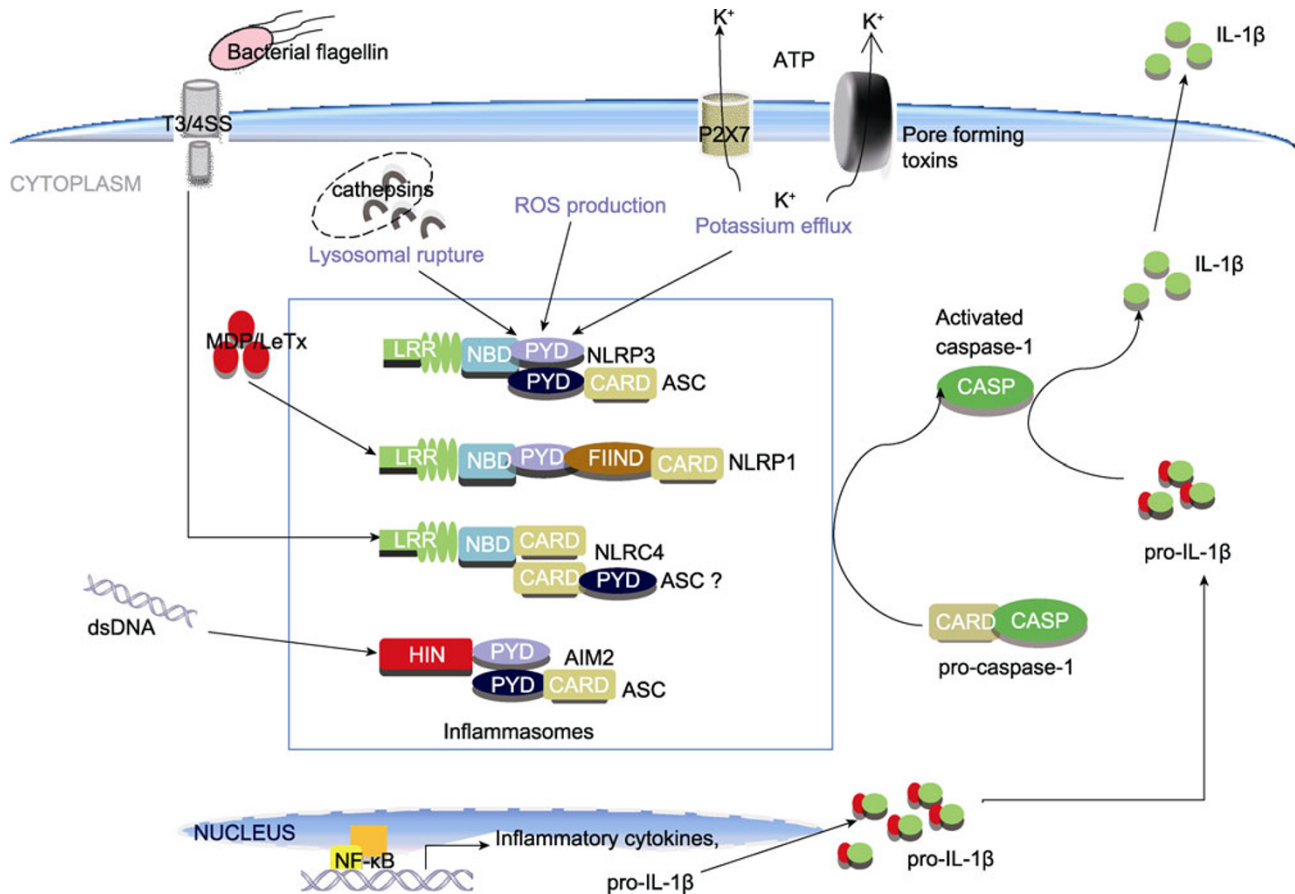 K⁺
K⁺
IL-1β
Bacterial flagellin
ATP
T3/4SS
P2X7
Pore forming
toxins
CYTOPLASM
cathepsins
ROS production
K⁺
Potassium efflux
Lysosomal rupture
IL-1β
MDP/LeTx
Activated
caspase-1
CASP
LRR NBD PYD NLRP3
PYD CARD ASC
LRR NBD PYD FIIND CARD NLRP1
LRR NBD CARD NLRC4
CARD PYD ASC ?
pro-IL-1β
dsDNA
CARD CASP
pro-caspase-1
HIN PYD AIM2
PYD CARD ASC
Inflammasomes
NUCLEUS
Inflammatory cytokines,
NF-κB
pro-IL-1β
pro-IL-1β